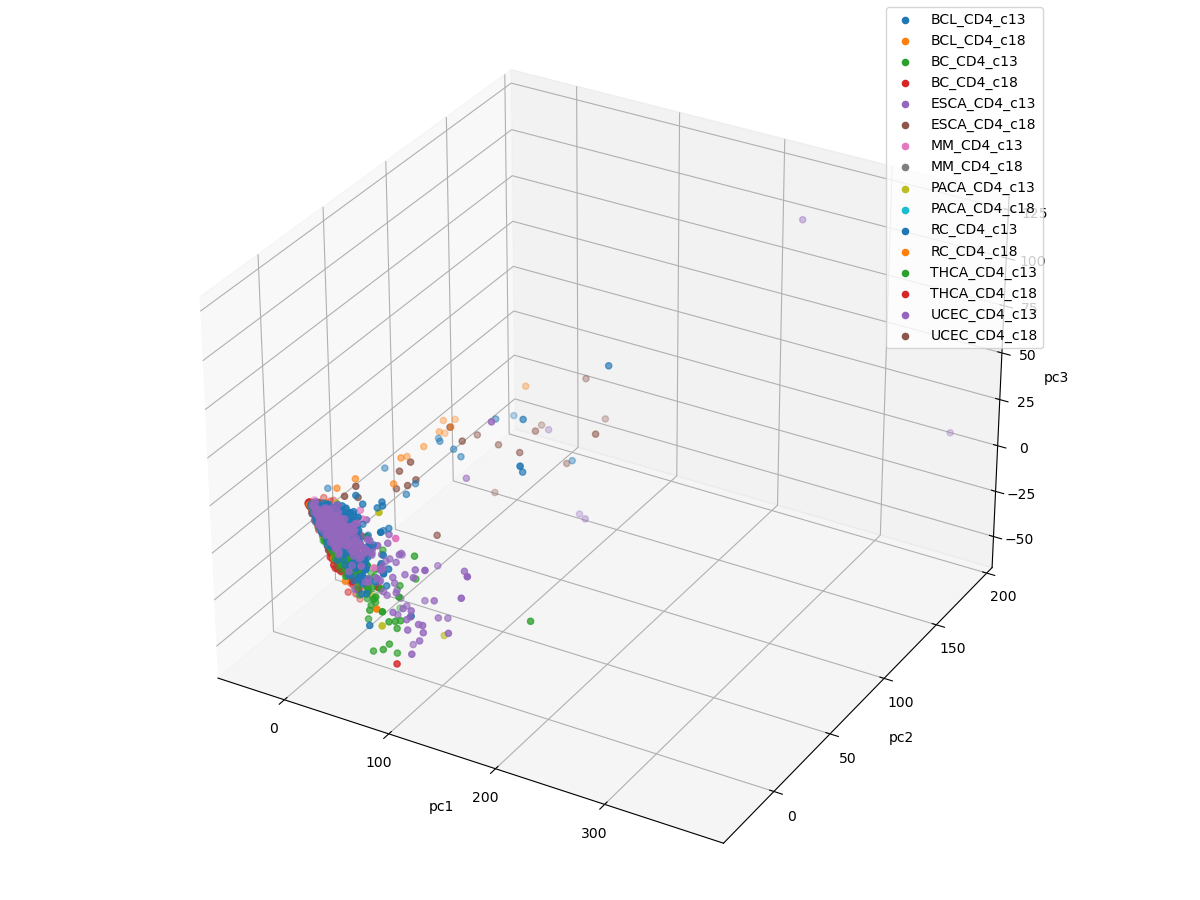 BCL_CD4_c13
BCL_CD4_c18
BC_CD4_c13
BC_CD4_c18
ESCA_CD4_c13
ESCA_CD4_c18
MM_CD4_c13
MM_CD4_c18
PACA_CD4_c13
PACA_CD4_c18
RC_CD4_c13
RC_CD4_c18
THCA_CD4_c13
THCA_CD4_c18
UCEC_CD4_c13
UCEC_CD4_c18
125
100
75
50
25
0
−25
−50
pc3
200
150
100
50
0
pc2
0
100
200
300
pc1